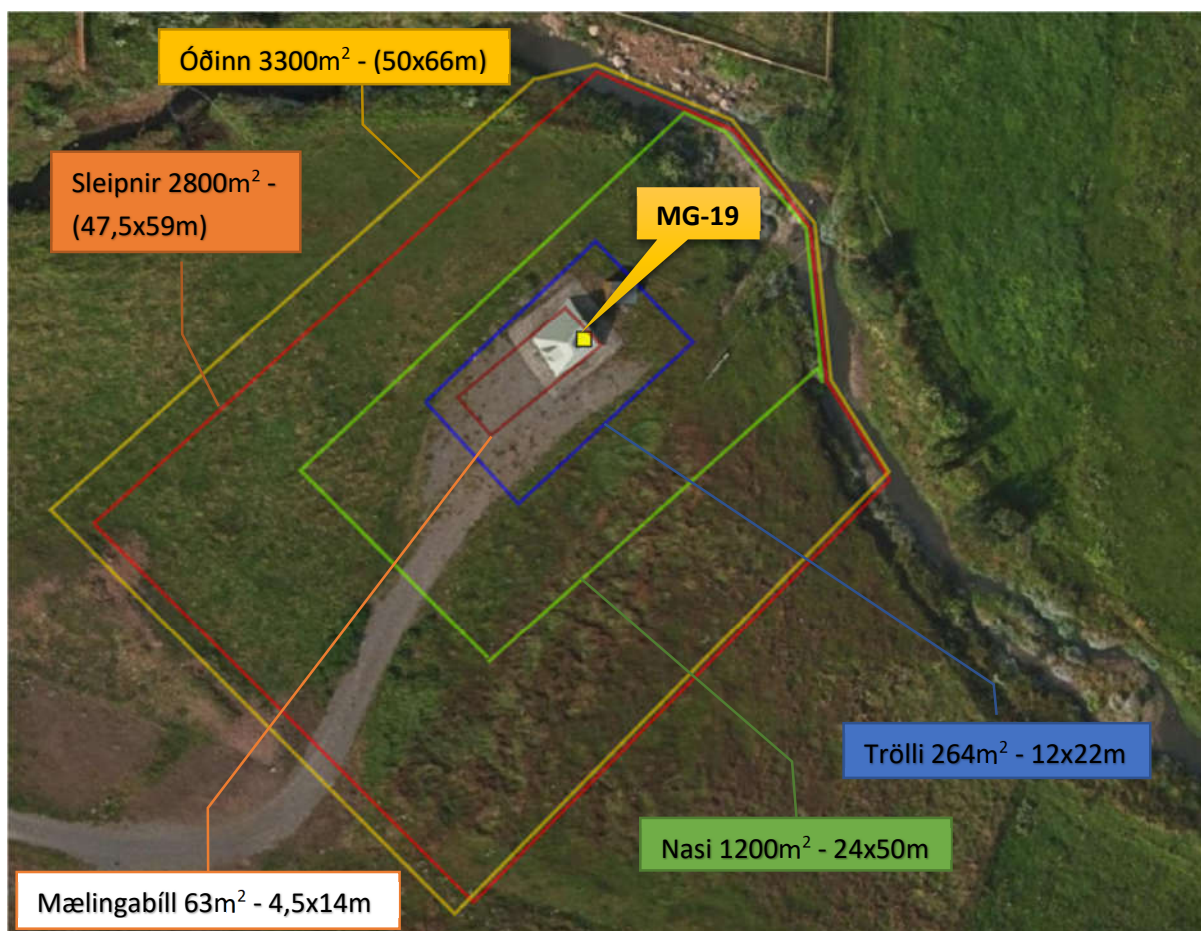 Óðinn 3300m² - (50x66m)
Sleipnir 2800m² -
(47,5x59m)
MG-19
Trölli 264m² - 12x22m
Nasi 1200m² - 24x50m
Mælingabíll 63m² - 4,5x14m